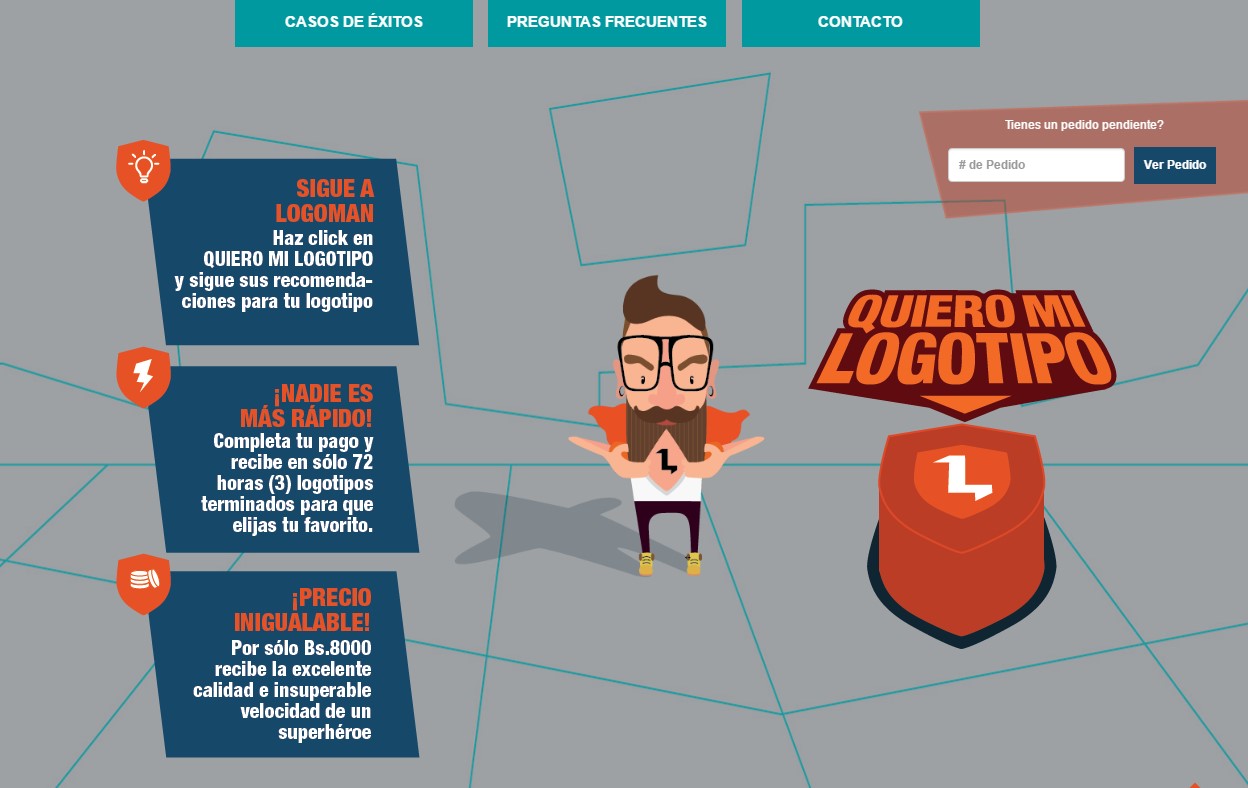 CASOS DE ÉXITOS
PREGUNTAS FRECUENTES
CONTACTO
Tienes un pedido pendiente?
# de Pedido
Ver Pedido
SIGUE A
LOGOMAN
Haz click en
QUIERO MI LOGOTIPO
y sigue sus recomenda-
ciones para tu logotipo
¡NADIE ES
MÁS RÁPIDO!
Completa tu pago y
recibe en sólo 72
horas (3) logotipos
terminados para que
elijas tu favorito.
¡PRECIO
INIGUALABLE!
Por sólo Bs.8000
recibe la excelente
calidad e insuperable
velocidad de un
superhéroe
QUIERO MI
LOGOTIPO